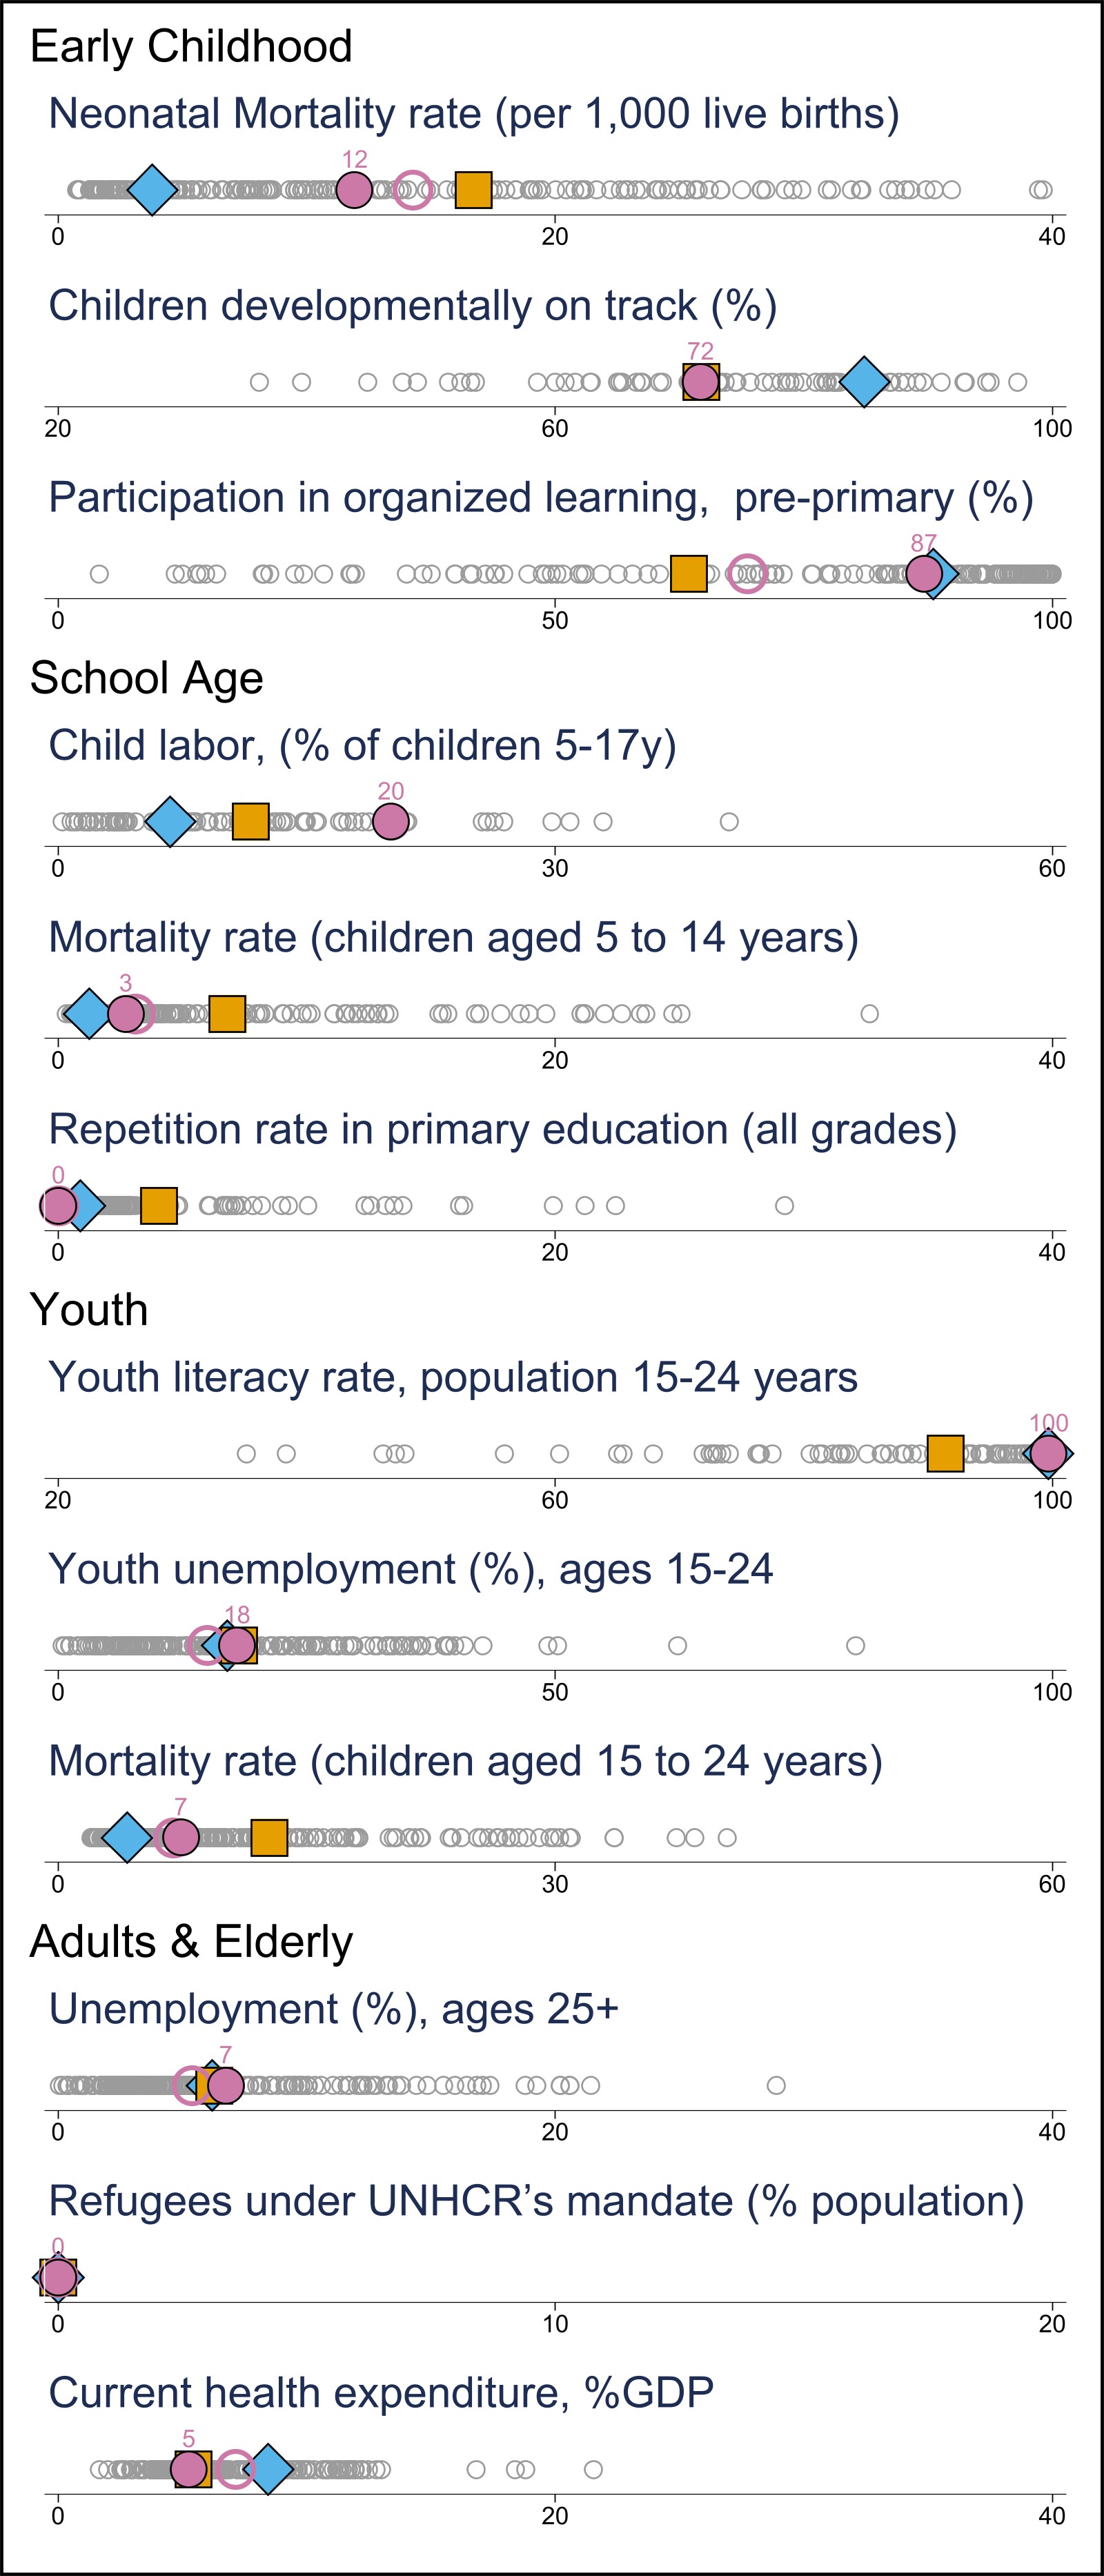 Early Childhood
Neonatal Mortality rate (per 1,000 live births)
12
0 20 40
Children developmentally on track (%)
72
20 60 100
Participation in organized learning,  pre-primary (%)
87
0 50 100
School Age
Child labor, (% of children 5-17y)
20
0 30 60
Mortality rate (children aged 5 to 14 years)
3
0 20 40
Repetition rate in primary education (all grades)
0
0 20 40
Youth
Youth literacy rate, population 15-24 years
100
20 60 100
Youth unemployment (%), ages 15-24
18
0 50 100
Mortality rate (children aged 15 to 24 years)
7
0 30 60
Adults & Elderly
Unemployment (%), ages 25+
7
0 20 40
Refugees under UNHCR’s mandate (% population)
0
0 10 20
Current health expenditure, %GDP
5
0 20 40